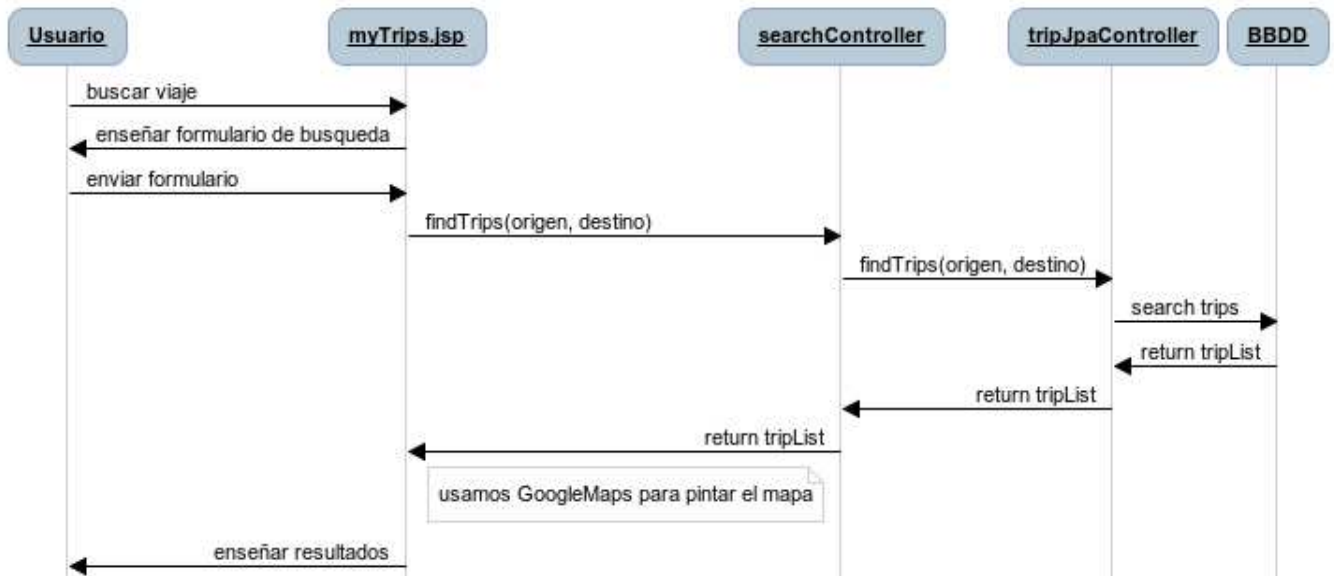 Usuario
myTrips.jsp
searchController
tripJpaController
BBDD
buscar viaje
enseñar formulario de busqueda
enviar formulario
findTrips(origen, destino)
findTrips(origen, destino)
search trips
return tripList
return tripList
return tripList
usamos GoogleMaps para pintar el mapa
enseñar resultados